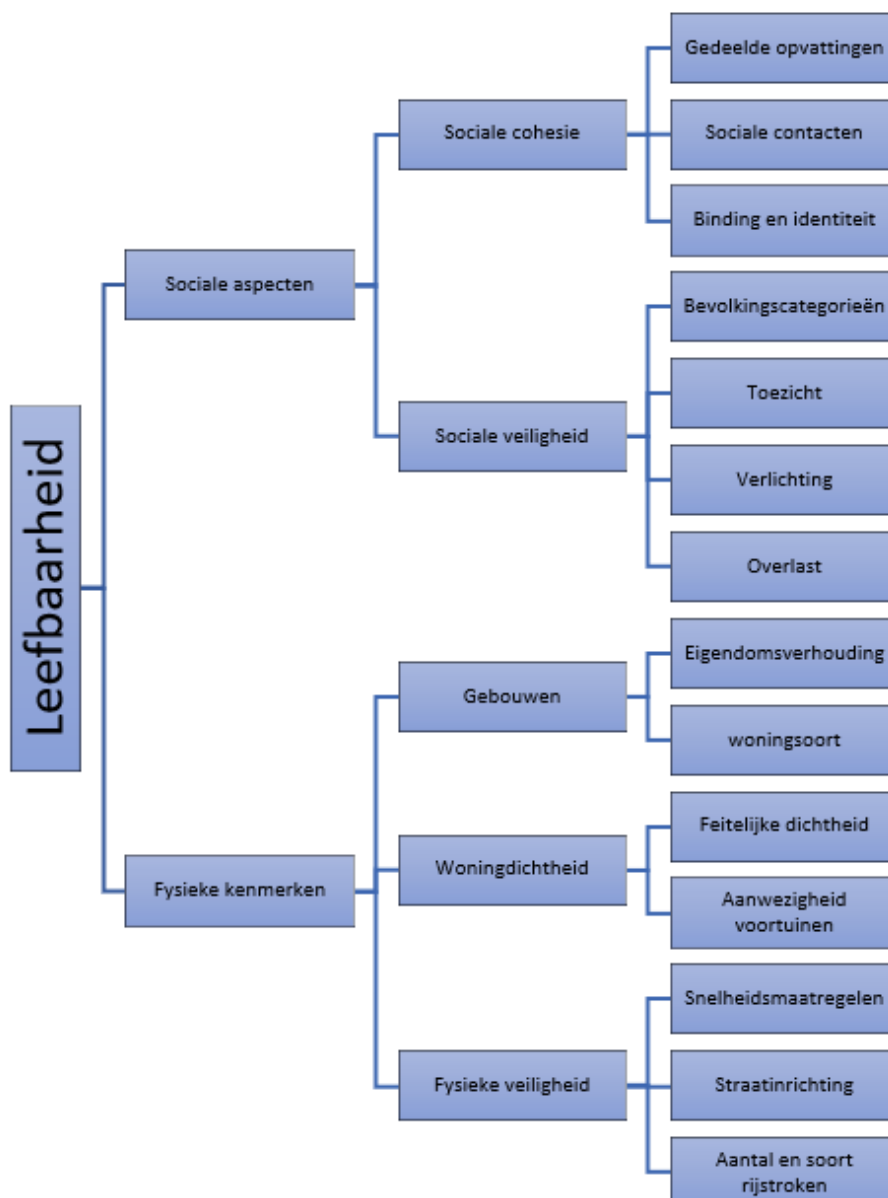 Leefbaarheid
Sociale aspecten
Sociale cohesie
Gedeelde opvattingen
Sociale contacten
Binding en identiteit
Sociale veiligheid
Bevolkingscategorieën
Toezicht
Verlichting
Overlast
Fysieke kenmerken
Gebouwen
Eigendomsverhouding
woningsoort
Woningdichtheid
Feitelijke dichtheid
Aanwezigheid
voortuinen
Fysieke veiligheid
Snelheidsmaatregelen
Straatinrichting
Aantal en soort
rijstroken